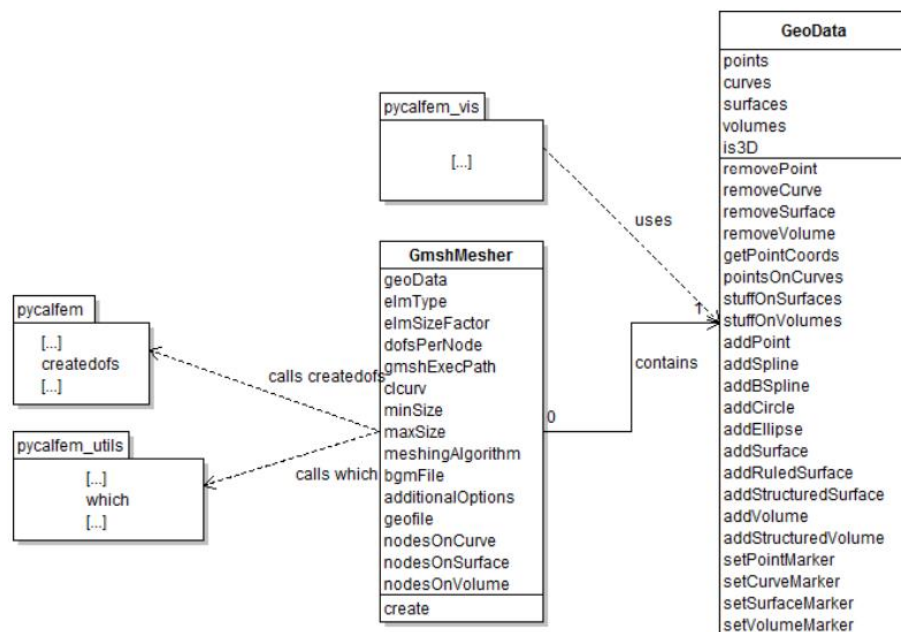 GeoData
points
curves
surfaces
volumes
is3D
removePoint
removeCurve
removeSurface
removeVolume
getPointCoords
pointsOnCurves
stuffOnSurfaces
stuffOnVolumes
addPoint
addSpline
addBSpline
addCircle
addEllipse
addSurface
addRuledSurface
addStructuredSurface
addVolume
addStructuredVolume
setPointMarker
setCurveMarker
setSurfaceMarker
setVolumeMarker
pycalfem_vis
[...]
uses
GmshMesher
geoData
elmType
elmSizeFactor
dofsPerNode
gmshExecPath
clcurv
minSize
maxSize
meshingAlgorithm
bgmFile
additionalOptions
geofile
nodesOnCurve
nodesOnSurface
nodesOnVolume
create
1
contains
0
pycalfem
[...]
createdofs
[...]
calls createdofs
pycalfem_utils
[...]
which
[...]
calls which